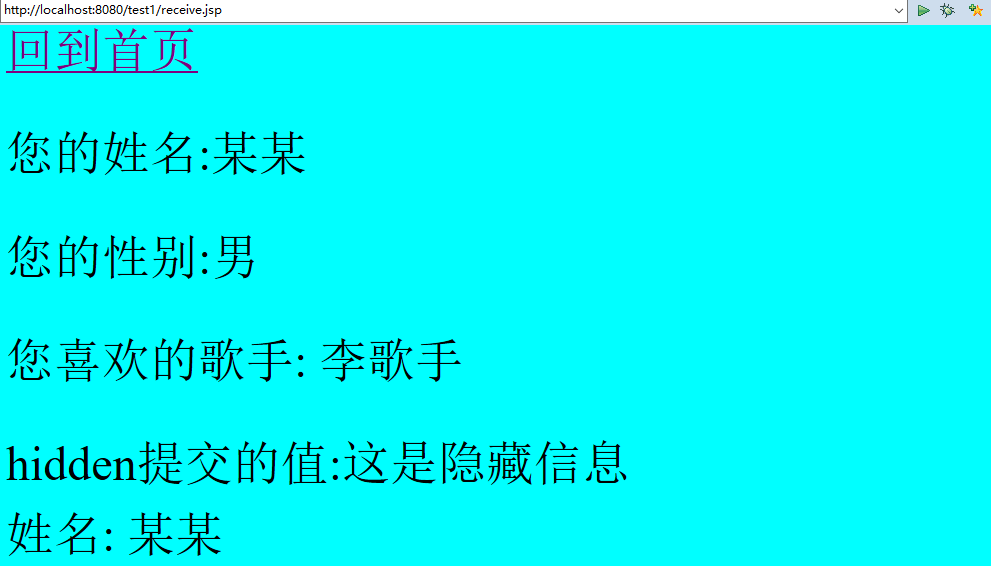 http://localhost:8080/test1/receive.jsp
回到首页
您的姓名:某某
您的性别:男
您喜欢的歌手: 李歌手
hidden提交的值:这是隐藏信息
姓名: 某某